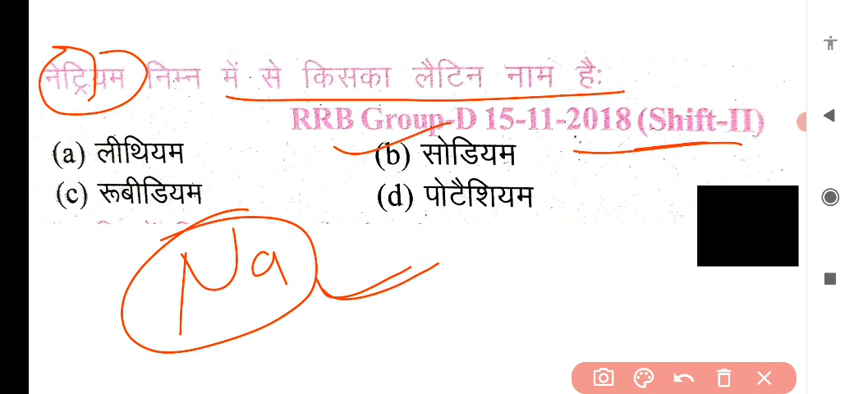 नेट्रियम निम्न में से किसका लैटिन नाम है:
RRB Group-D 15-11-2018 (Shift-II)
(a) लीथियम (b) सोडियम
(c) रूबीडियम (d) पोटैशियम
Na